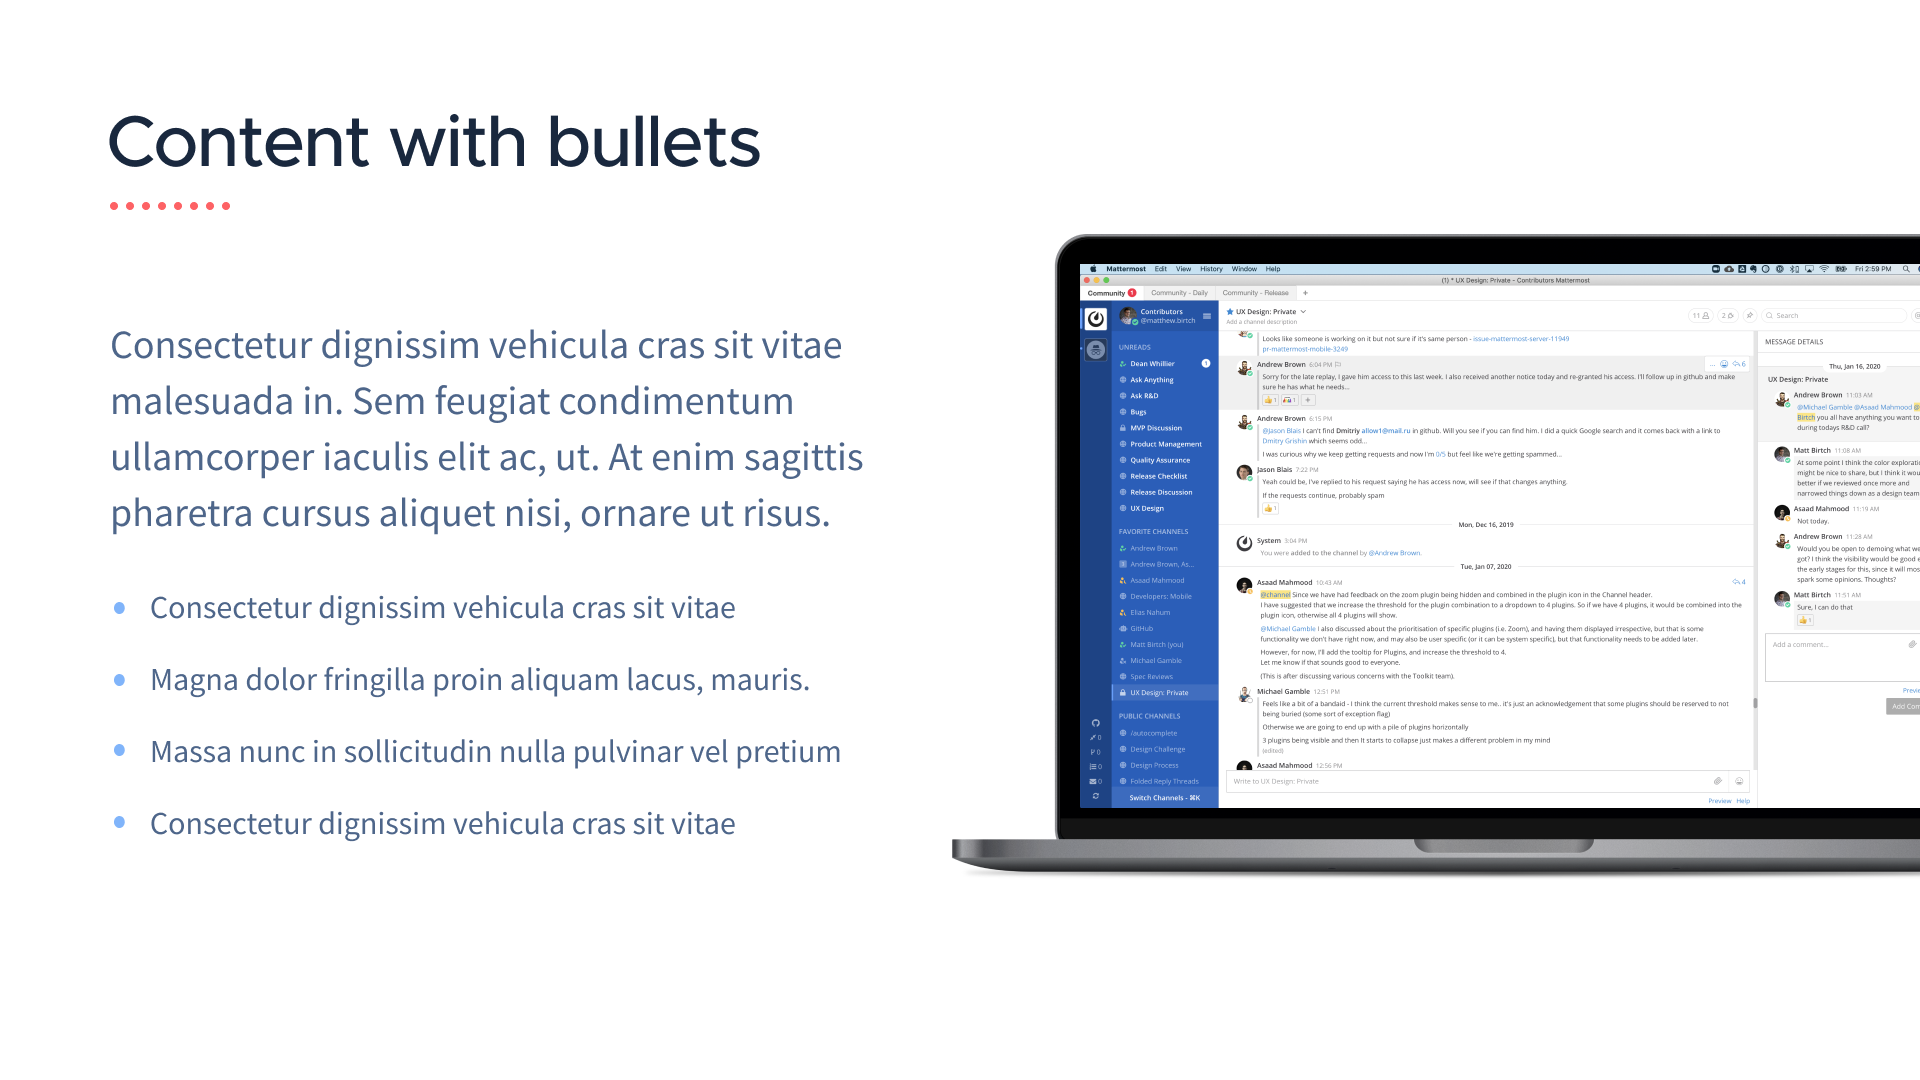 Content with bullets
Consectetur dignissim vehicula cras sit vitae
malesuada in. Sem feugiat condimentum
ullamcorper iaculis elit ac, ut. At enim sagittis
pharetra cursus aliquet nisi, ornare ut risus.
Consectetur dignissim vehicula cras sit vitae
Magna dolor fringilla proin aliquam lacus, mauris.
Massa nunc in sollicitudin nulla pulvinar vel pretium
Consectetur dignissim vehicula cras sit vitae
Mattermost Edit View History Window Help
Fri 2:59 PM
(1) * UX Design: Private - Contributors Mattermost
Community 1
Community - Daily
Community - Release
+
Contributors
@matthew.birtch
UNREADS
Dean Whillier 1
Ask Anything
Ask R&D
Bugs
MVP Discussion
Product Management
Quality Assurance
Release Checklist
Release Discussion
UX Design
FAVORITE CHANNELS
Andrew Brown
Andrew Brown, As...
Asaad Mahmood
Developers: Mobile
Elias Nahum
GitHub
Matt Birtch (you)
Michael Gamble
Spec Reviews
UX Design: Private
PUBLIC CHANNELS
/autocomplete
Design Challenge
Design Process
Folded Reply Threads
Switch Channels - ⌘K
0
0
0
0
UX Design: Private
Add a channel description
11
2
Search
Looks like someone is working on it but not sure if it's same person - issue-mattermost-server-11949
pr-mattermost-mobile-3249
Andrew Brown 6:04 PM
... 6
Sorry for the late replay, I gave him access to this last week. I also received another notice today and re-granted his access. I'll follow up in github and make
sure he has what he needs...
1 1 +
Andrew Brown 6:15 PM
@Jason Blais I can't find Dmitriy allow1@mail.ru in github. Will you see if you can find him. I did a quick Google search and it comes back with a link to
Dmitry Grishin which seems odd...
I was curious why we keep getting requests and now I'm 0/5 but feel like we're getting spammed...
Jason Blais 7:22 PM
Yeah could be, I've replied to his request saying he has access now, will see if that changes anything.
If the requests continue, probably spam
1
Mon, Dec 16, 2019
System 3:04 PM
You were added to the channel by @Andrew Brown.
Tue, Jan 07, 2020
Asaad Mahmood 10:43 AM
4
@channel Since we have had feedback on the zoom plugin being hidden and combined in the plugin icon in the Channel header.
I have suggested that we increase the threshold for the plugin combination to a dropdown to 4 plugins. So if we have 4 plugins, it would be combined into the
plugin icon, otherwise all 4 plugins will show.
@Michael Gamble I also discussed about the prioritisation of specific plugins (i.e. Zoom), and having them displayed irrespective, but that is some
functionality we don't have right now, and may also be user specific (or it can be system specific), but that functionality needs to be added later.
However, for now, I'll add the tooltip for Plugins, and increase the threshold to 4.
Let me know if that sounds good to everyone.
(This is after discussing various concerns with the Toolkit team).
Michael Gamble 12:51 PM
Feels like a bit of a bandaid - I think the current threshold makes sense to me.. it's just an acknowledgement that some plugins should be reserved to not
being buried (some sort of exception flag)
Otherwise we are going to end up with a pile of plugins horizontally
3 plugins being visible and then it starts to collapse just makes a different problem in my mind
(edited)
Asaad Mahmood 12:56 PM
Write to UX Design: Private
Preview Help
MESSAGE DETAILS
Thu, Jan 16, 2020
UX Design: Private
Andrew Brown 11:03 AM
@Michael Gamble @Asaad Mahmood @
Birtch you all have anything you want to
during todays R&D call?
Matt Birtch 11:08 AM
At some point I think the color exploratio
might be nice to share, but I think it wou
better if we reviewed once more and
narrowed things down as a design team
Asaad Mahmood 11:19 AM
Not today.
Andrew Brown 11:28 AM
Would you be open to demoing what we
got? I think the visibility would be good e
the early stages for this, since it will mos
spark some opinions. Thoughts?
Matt Birtch 11:51 AM
Sure, I can do that
1
Add a comment...
Previe
Add Com